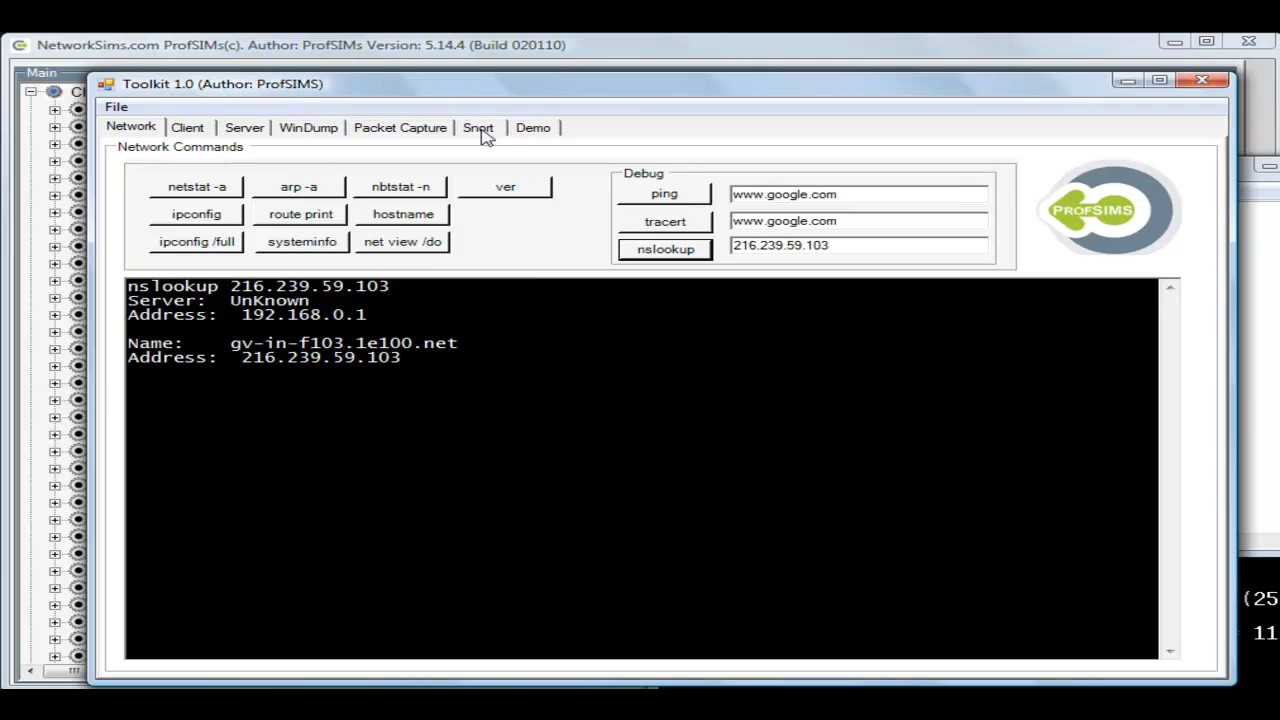 NetworkSims.com ProfSIMs(c). Author: ProfSIMs Version: 5.14.4 (Build 020110)
Main
Toolkit 1.0 (Author: ProfSIMS)
File
Network Client Server WinDump Packet Capture Snort Demo
Network Commands
netstat -a arp -a nbtstat -n ver
ipconfig route print hostname
ipconfig /full systeminfo net view /do
Debug
ping www.google.com
tracert www.google.com
nslookup 216.239.59.103
PROFSIMS
nslookup 216.239.59.103
Server: UnKnown
Address: 192.168.0.1
Name: gv-in-f103.1e100.net
Address: 216.239.59.103
(25
11